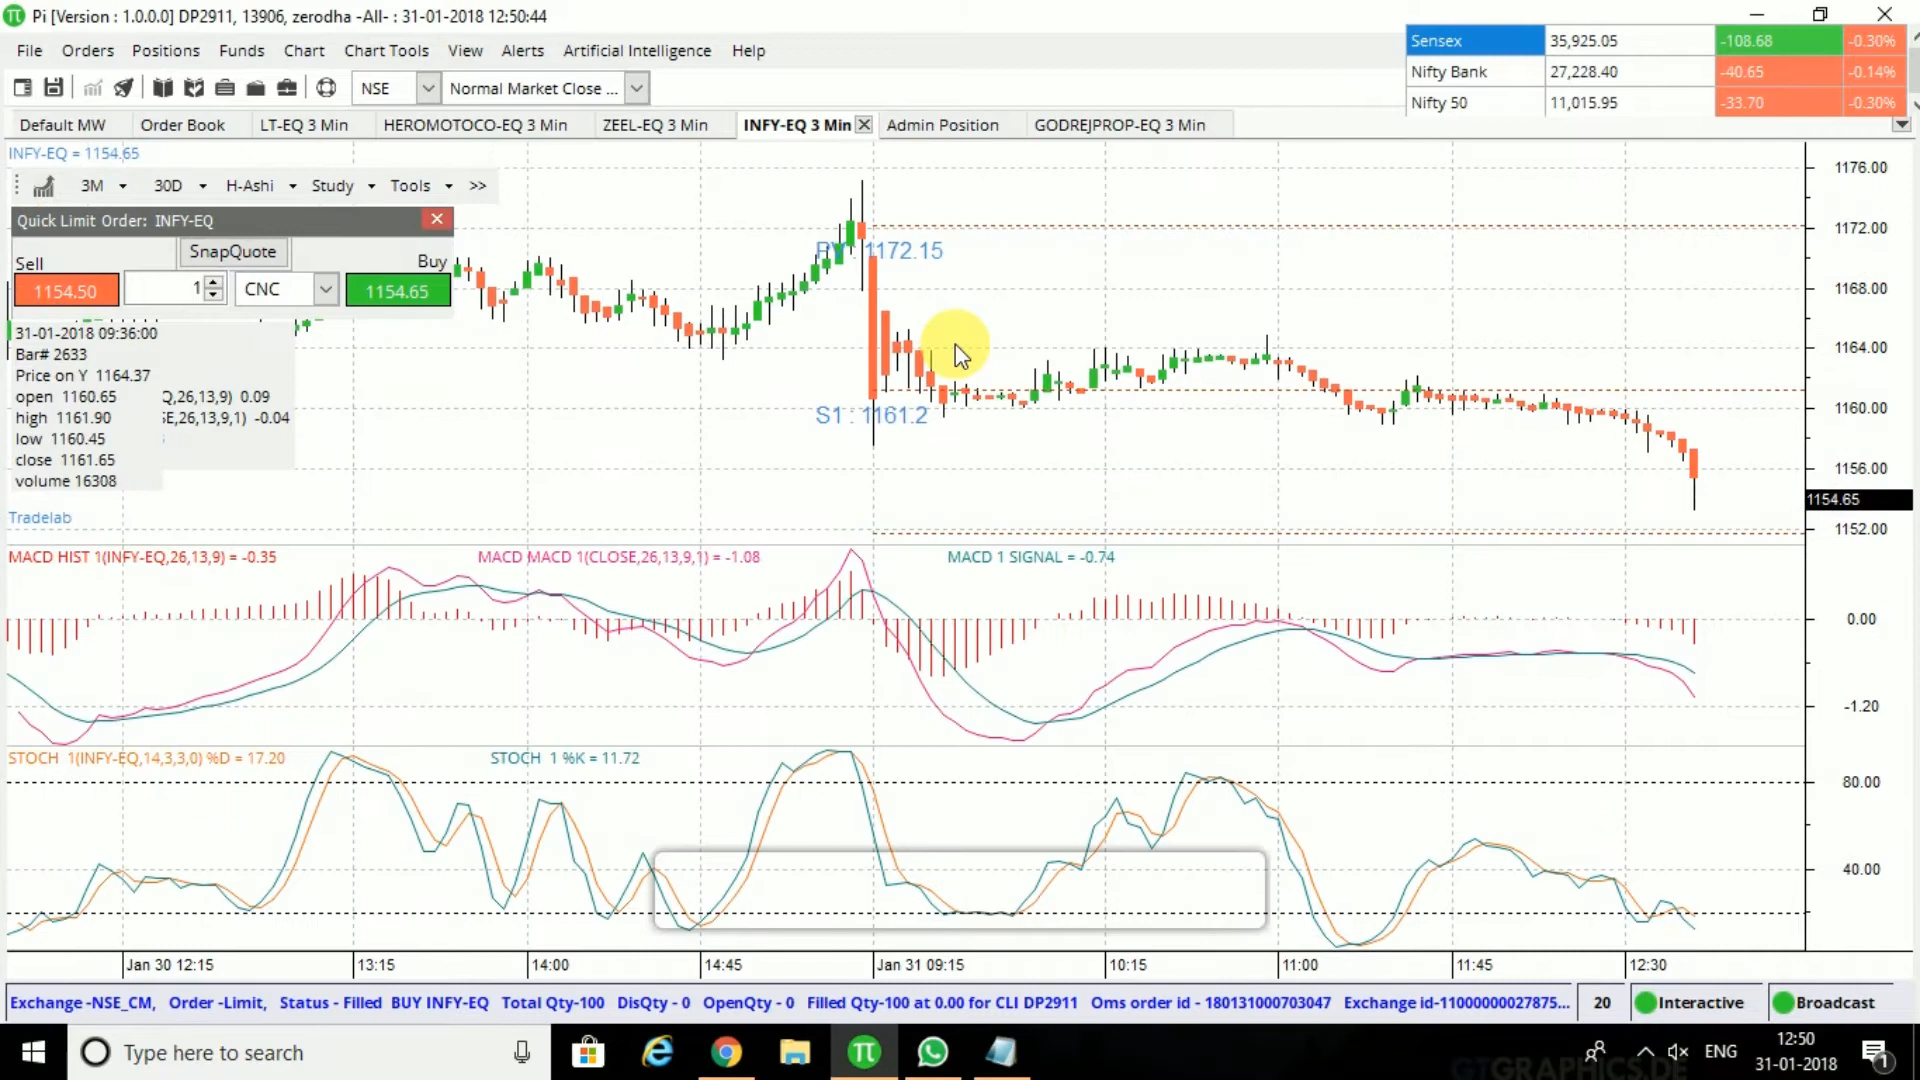 Pi [Version : 1.0.0.0] DP2911, 13906, zerodha -All- : 31-01-2018 12:50:44
File Orders Positions Funds Chart Chart Tools View Alerts Artificial Intelligence Help
Sensex 35,925.05 -108.68 -0.30%
Nifty Bank 27,228.40 -40.65 -0.14%
Nifty 50 11,015.95 -33.70 -0.30%
NSE Normal Market Close ...
Default MW Order Book LT-EQ 3 Min HEROMOTOCO-EQ 3 Min ZEEL-EQ 3 Min INFY-EQ 3 Min Admin Position GODREJPROP-EQ 3 Min
INFY-EQ = 1154.65
3M 30D H-Ashi Study Tools >>
Quick Limit Order: INFY-EQ
SnapQuote
Sell Buy
1154.50 1 CNC 1154.65
31-01-2018 09:36:00
Bar# 2633
Price on Y 1164.37
open 1160.65 Q,26,13,9) 0.09
high 1161.90 SE,26,13,9,1) -0.04
low 1160.45
close 1161.65
volume 16308
Tradelab
1172.15
S1 : 1161.2
1176.00
1172.00
1168.00
1164.00
1160.00
1156.00
1154.65
1152.00
MACD HIST 1(INFY-EQ,26,13,9) = -0.35 MACD MACD 1(CLOSE,26,13,9,1) = -1.08 MACD 1 SIGNAL = -0.74
0.00
-1.20
STOCH 1(INFY-EQ,14,3,3,0) %D = 17.20 STOCH 1 %K = 11.72
80.00
40.00
Jan 30 12:15 13:15 14:00 14:45 Jan 31 09:15 10:15 11:00 11:45 12:30
Exchange -NSE_CM, Order -Limit, Status - Filled BUY INFY-EQ Total Qty-100 DisQty - 0 OpenQty - 0 Filled Qty-100 at 0.00 for CLI DP2911 Oms order id - 180131000703047 Exchange id-11000000027875... 20 Interactive Broadcast
Type here to search
ENG
12:50
31-01-2018
1
GTGRAPHICS.DE